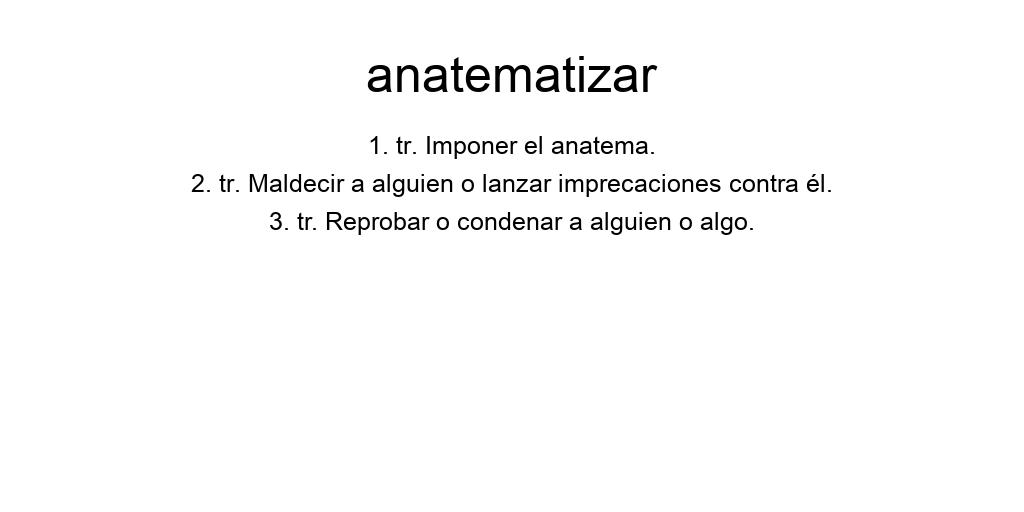 anatematizar
1. tr. Imponer el anatema.
2. tr. Maldecir a alguien o lanzar imprecaciones contra él.
3. tr. Reprobar o condenar a alguien o algo.